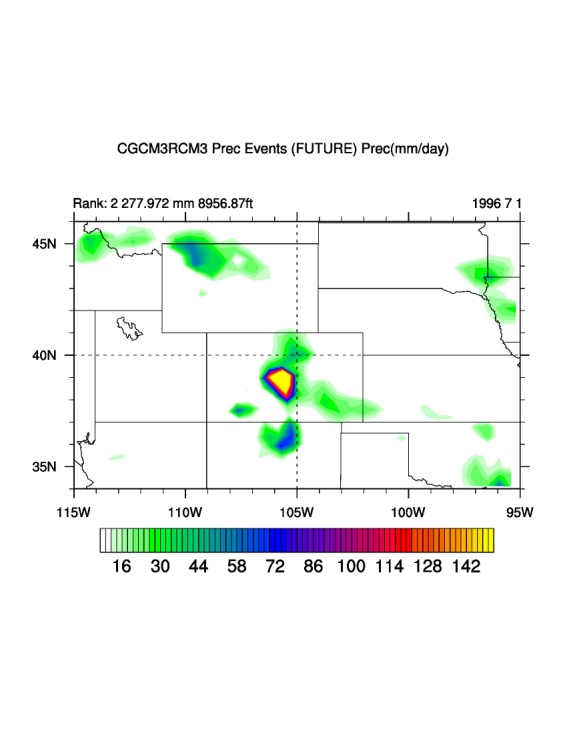 CGCM3RCM3 Prec Events (FUTURE) Prec(mm/day)
Rank: 2 277.972 mm 8956.87ft 1996 7 1
45N
40N
35N
115W 110W 105W 100W 95W
16 30 44 58 72 86 100 114 128 142